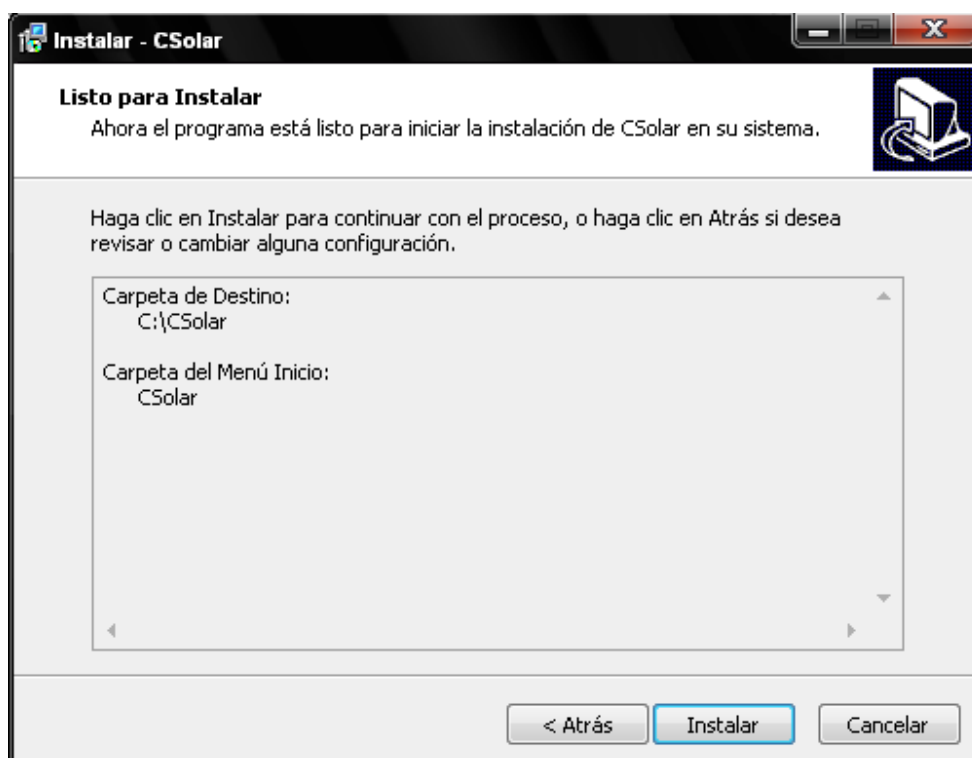 Instalar - CSolar
Listo para Instalar
Ahora el programa está listo para iniciar la instalación de CSolar en su sistema.
Haga clic en Instalar para continuar con el proceso, o haga clic en Atrás si desea
revisar o cambiar alguna configuración.
Carpeta de Destino:
C:\CSolar
Carpeta del Menú Inicio:
CSolar
< Atrás
Instalar
Cancelar